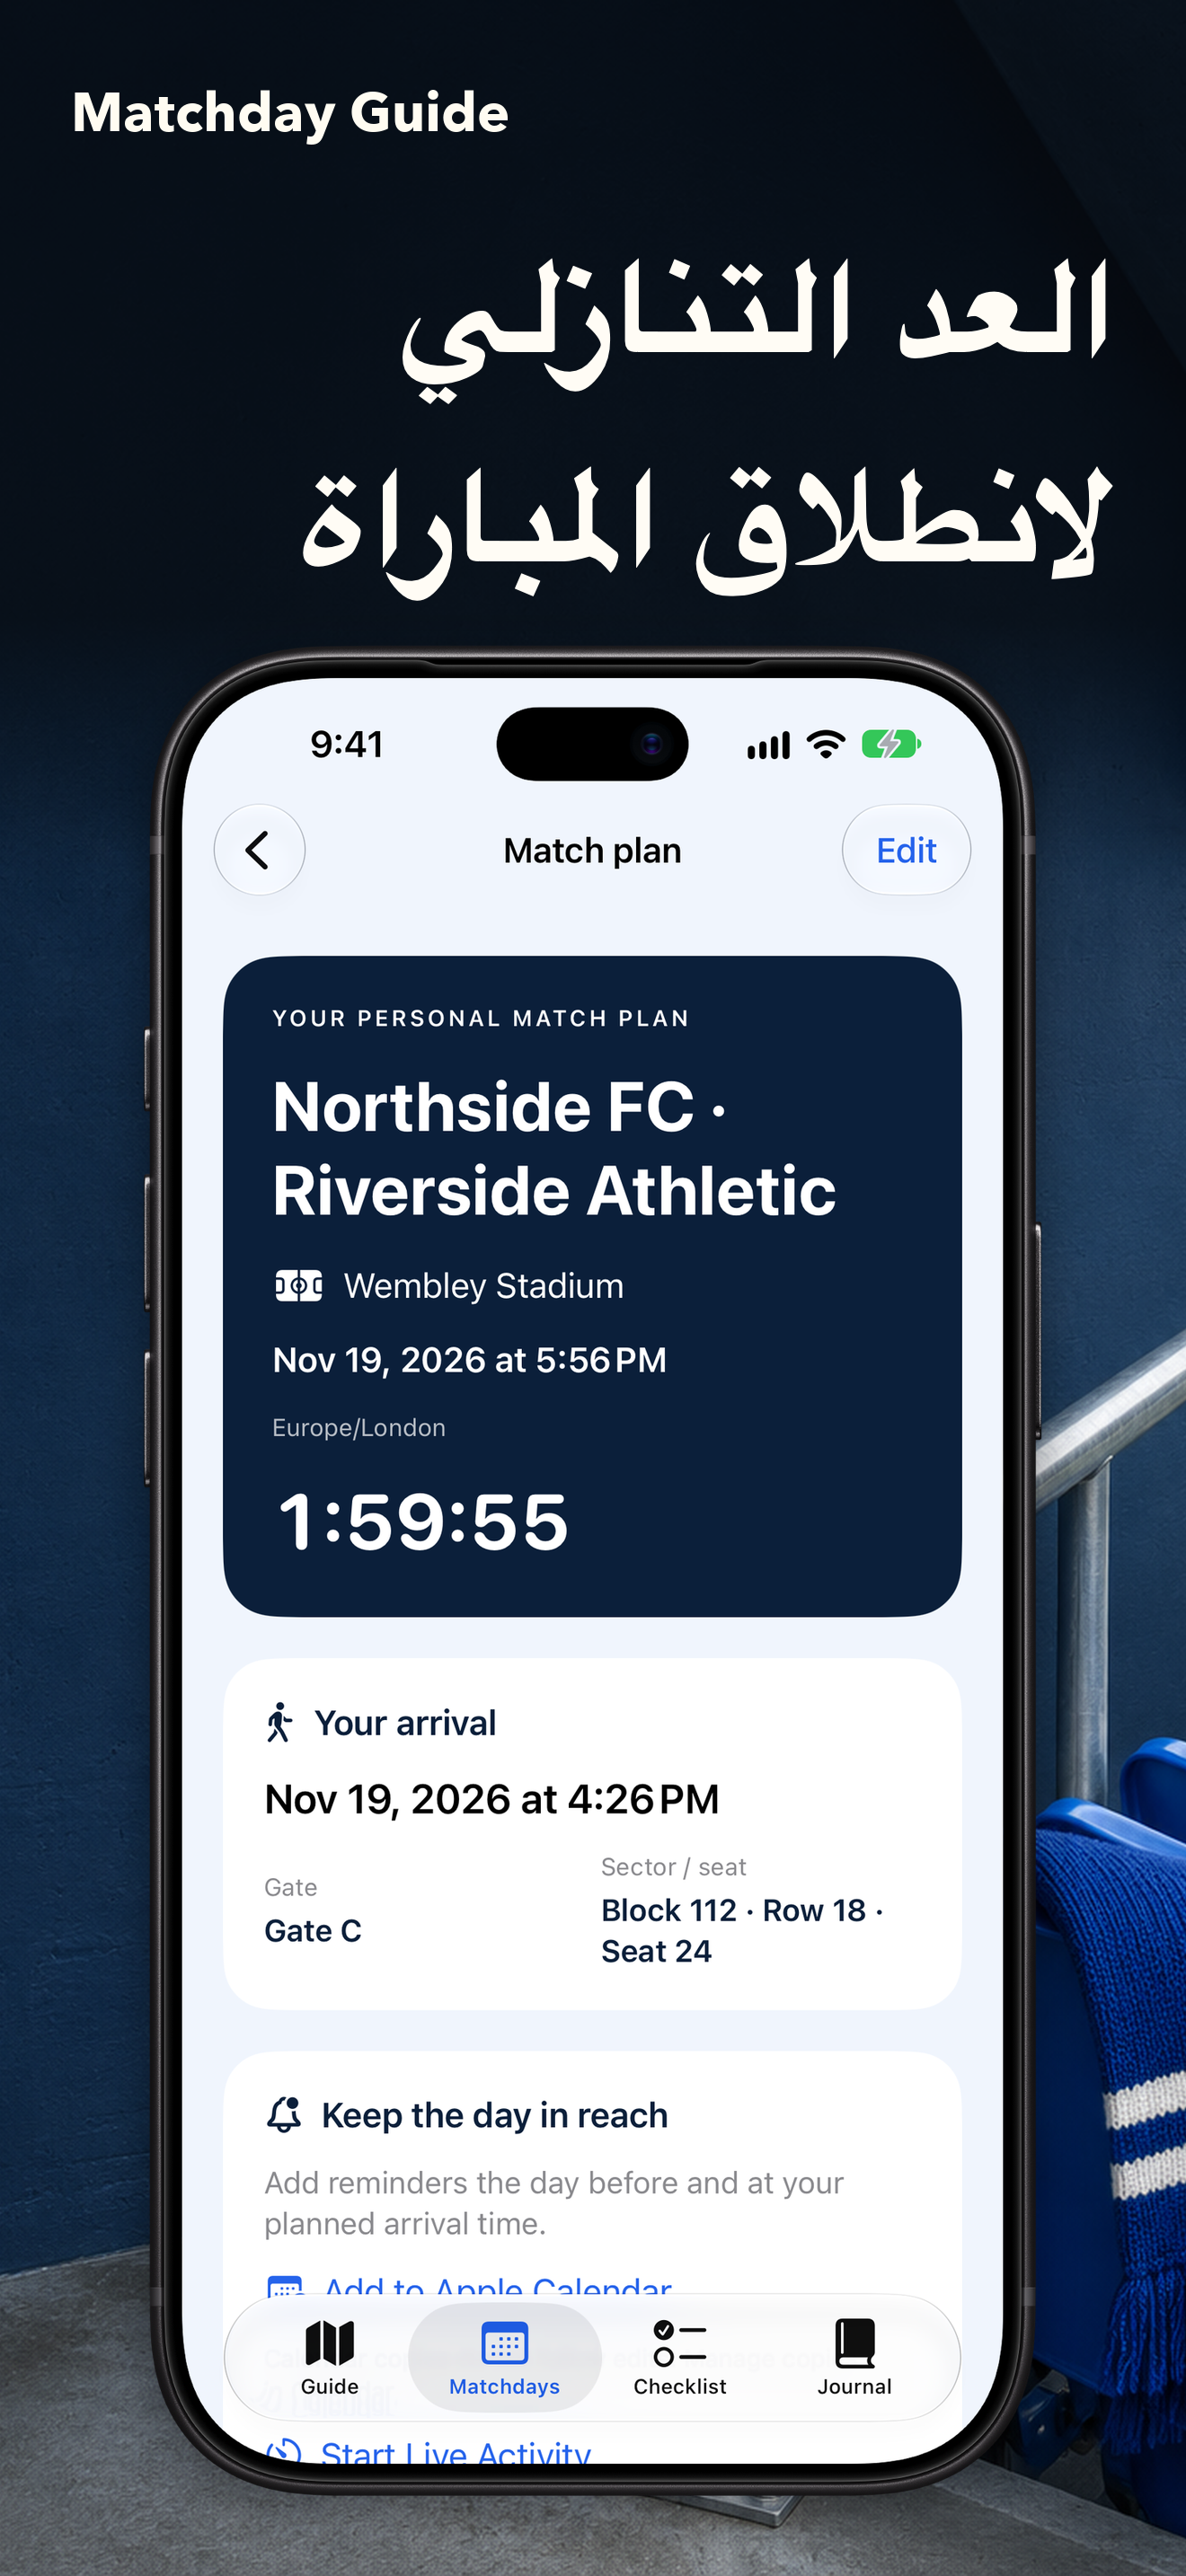 Matchday Guide
العد التنازلي
لانطلاق المباراة
9:41
Match plan
Edit
YOUR PERSONAL MATCH PLAN
Northside FC ·
Riverside Athletic
Wembley Stadium
Nov 19, 2026 at 5:56 PM
Europe/London
1:59:55
Your arrival
Nov 19, 2026 at 4:26 PM
Gate
Gate C
Sector / seat
Block 112 · Row 18 ·
Seat 24
Keep the day in reach
Add reminders the day before and at your
planned arrival time.
Add to Apple Calendar
Guide
Matchdays
Checklist
Journal
Start Live Activity